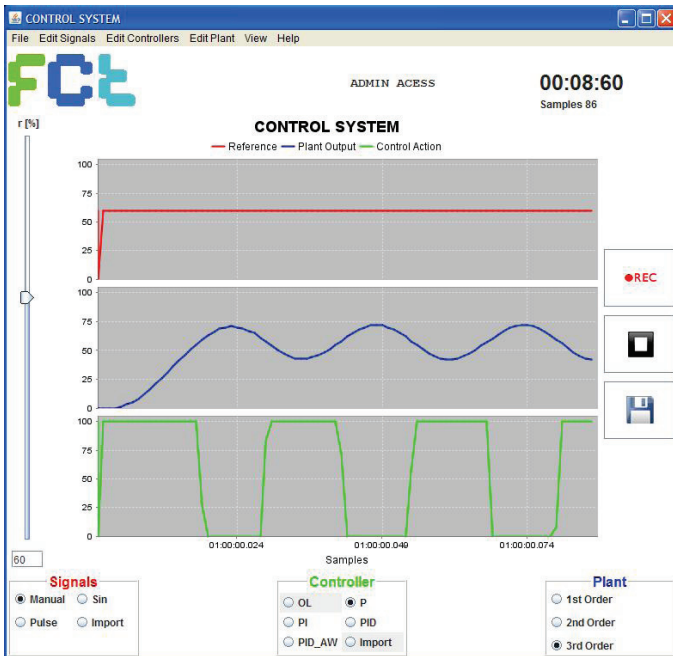 CONTROL SYSTEM
File Edit Signals Edit Controllers Edit Plant View Help
FCt
ADMIN ACESS
00:08:60
Samples 86
r [%]
CONTROL SYSTEM
Reference Plant Output Control Action
100
75
50
25
0
100
75
50
25
0
100
75
50
25
0
REC
01:00:00.024 01:00:00.049 01:00:00.074
Samples
60
Signals
Manual Sin
Pulse Import
Controller
OL P
PI PID
PID_AW Import
Plant
1st Order
2nd Order
3rd Order